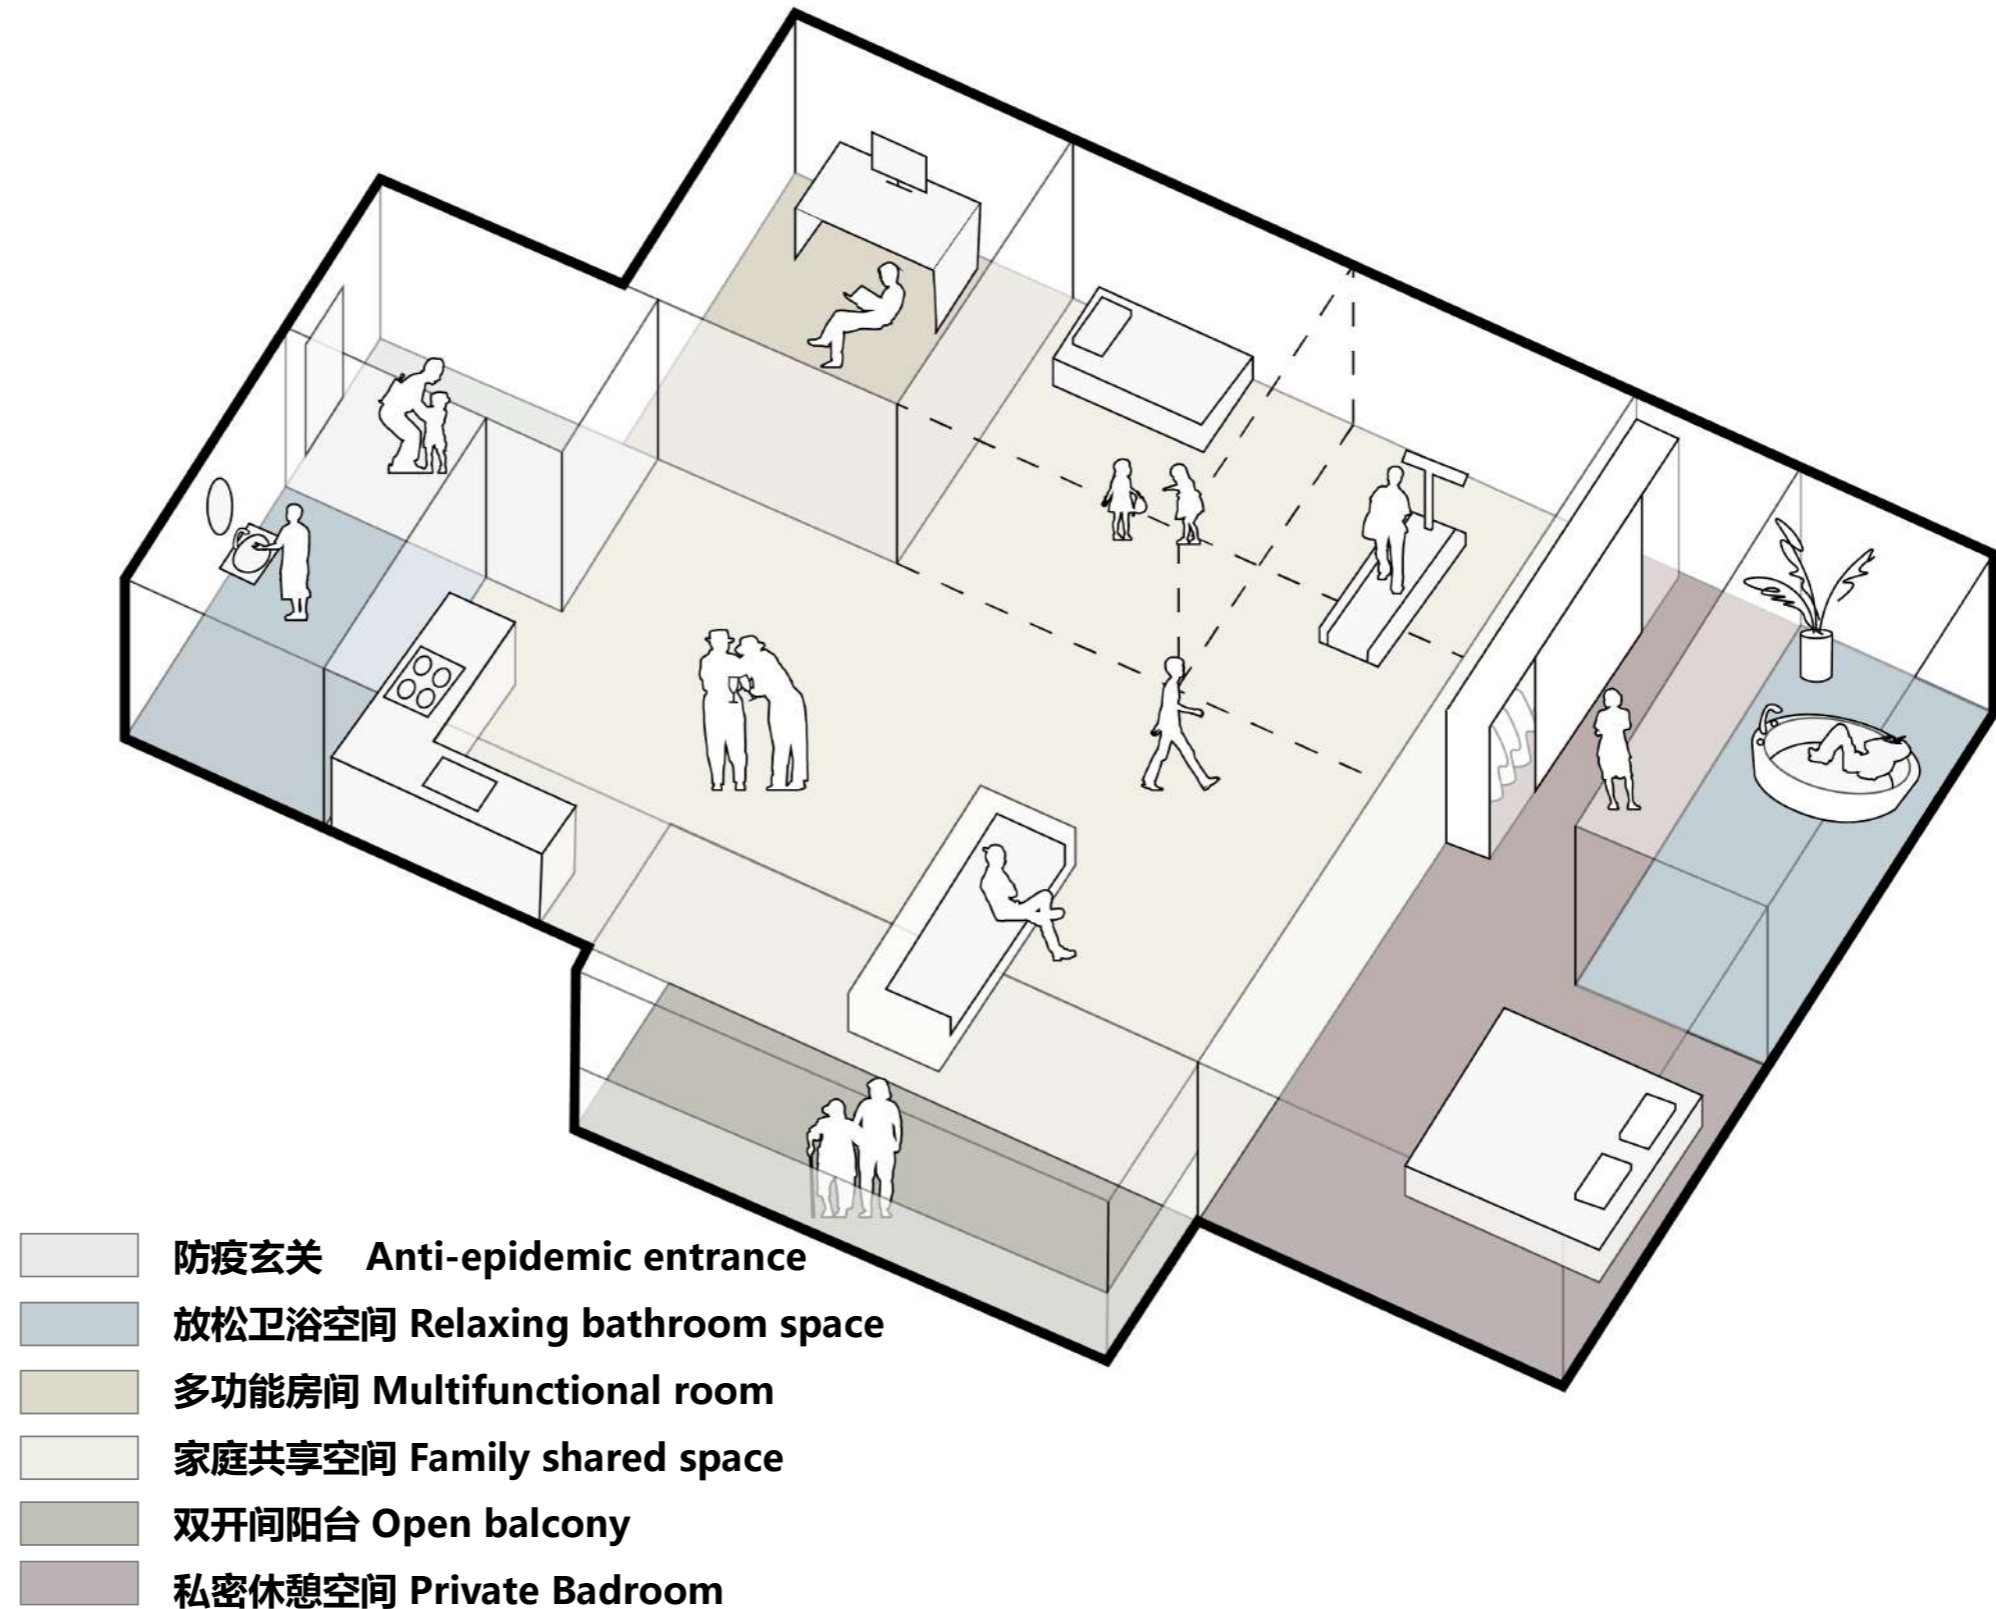 防疫玄关 Anti-epidemic entrance
放松卫浴空间 Relaxing bathroom space
多功能房间 Multifunctional room
家庭共享空间 Family shared space
双开间阳台 Open balcony
私密休憩空间 Private Badroom